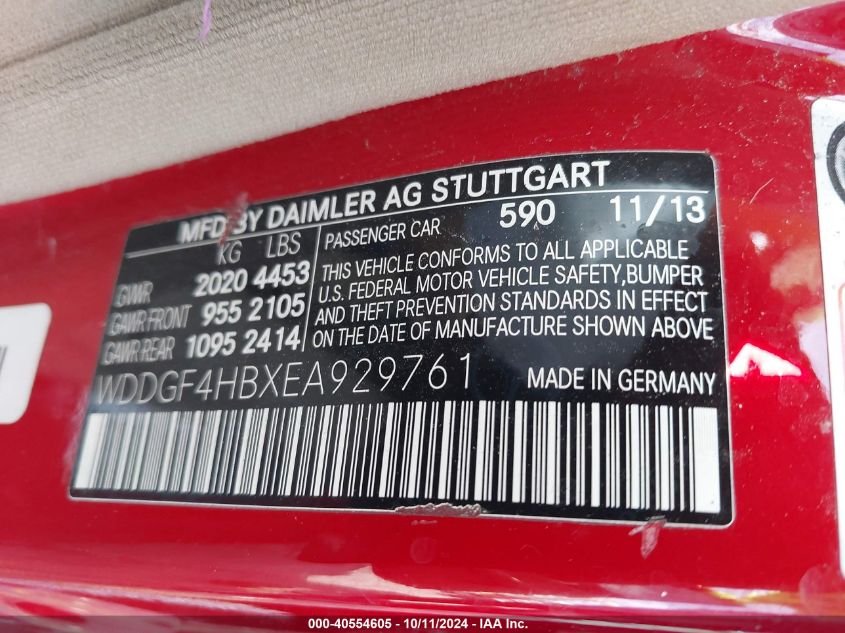 MFD BY DAIMLER AG STUTTGART
KG LBS
GVWR 2020 4453
GAWR FRONT 955 2105
GAWR REAR 1095 2414
PASSENGER CAR 590 11/13
THIS VEHICLE CONFORMS TO ALL APPLICABLE
U.S. FEDERAL MOTOR VEHICLE SAFETY, BUMPER
AND THEFT PREVENTION STANDARDS IN EFFECT
ON THE DATE OF MANUFACTURE SHOWN ABOVE
WDDGF4HBXEA929761 MADE IN GERMANY
000-40554605 - 10/11/2024 - IAA Inc.